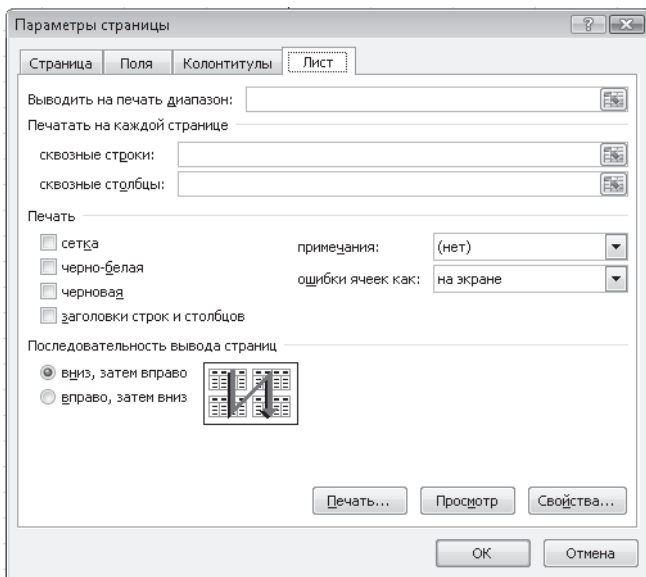 Параметры страницы
Страница Поля Колонтитулы Лист
Выводить на печать диапазон:
Печатать на каждой странице
сквозные строки:
сквозные столбцы:
Печать
сетка примечания: (нет)
черно-белая ошибки ячеек как: на экране
черновая
заголовки строк и столбцов
Последовательность вывода страниц
вниз, затем вправо
вправо, затем вниз
Печать... Просмотр Свойства...
ОК Отмена